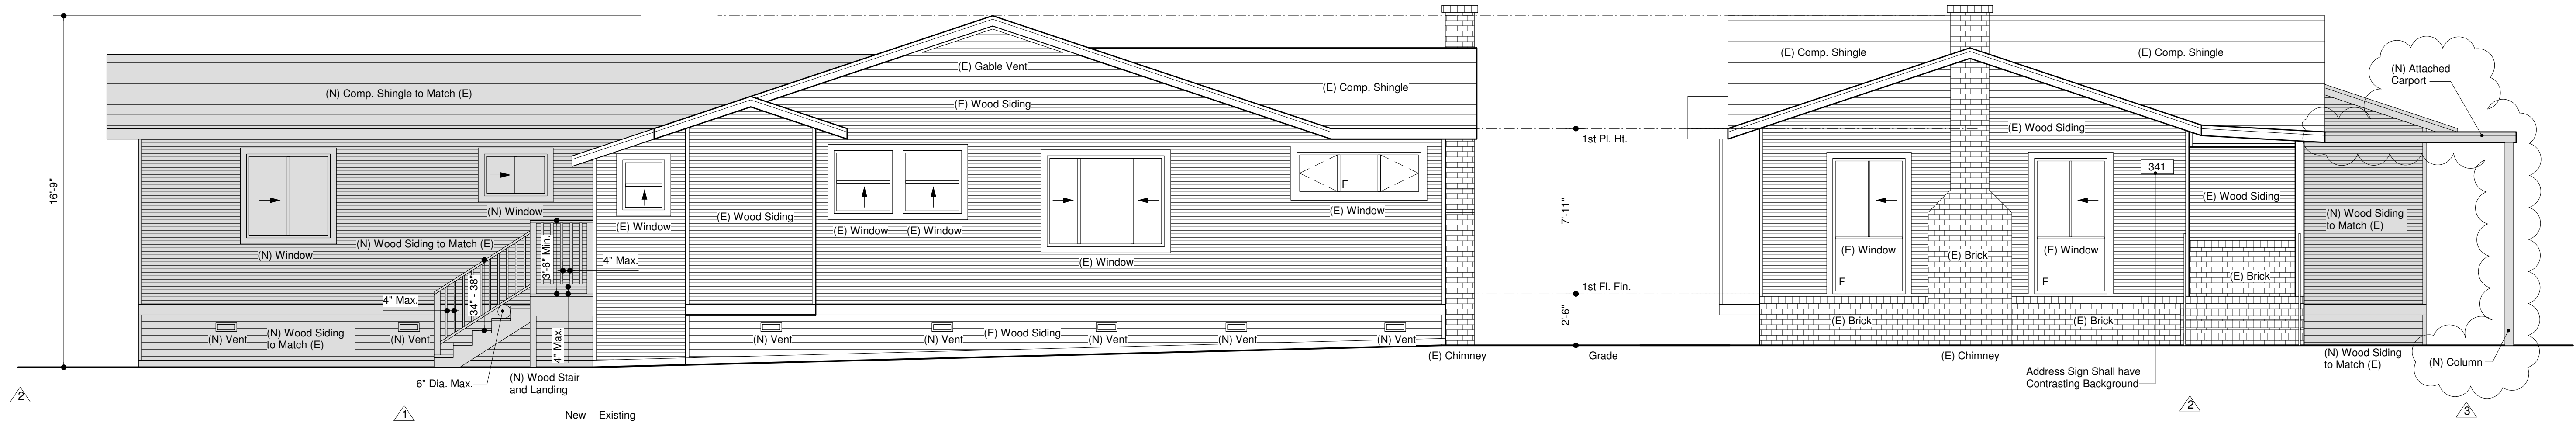 16'-9"
(N) Comp. Shingle to Match (E)
(E) Gable Vent
(E) Wood Siding
(E) Comp. Shingle
(N) Window
(N) Window
(N) Wood Siding to Match (E)
(E) Window
(E) Wood Siding
(E) Window
(E) Window
(E) Window
F
(E) Window
3'-6" Min.
4" Max.
34" - 38"
4" Max.
4" Max.
(N) Vent
(N) Wood Siding
to Match (E)
(N) Vent
(N) Vent
(N) Vent
(E) Wood Siding
(N) Vent
(N) Vent
(N) Vent
6" Dia. Max.
(N) Wood Stair
and Landing
New
Existing
(E) Chimney
2
1
1st Pl. Ht.
7'-11"
1st Fl. Fin.
2'-6"
Grade
(E) Comp. Shingle
(E) Comp. Shingle
(N) Attached
Carport
(E) Wood Siding
341
(E) Wood Siding
(N) Wood Siding
to Match (E)
(E) Window
F
(E) Brick
(E) Window
F
(E) Brick
(E) Brick
(E) Brick
(E) Chimney
Address Sign Shall have
Contrasting Background
(N) Wood Siding
to Match (E)
(N) Column
2
3